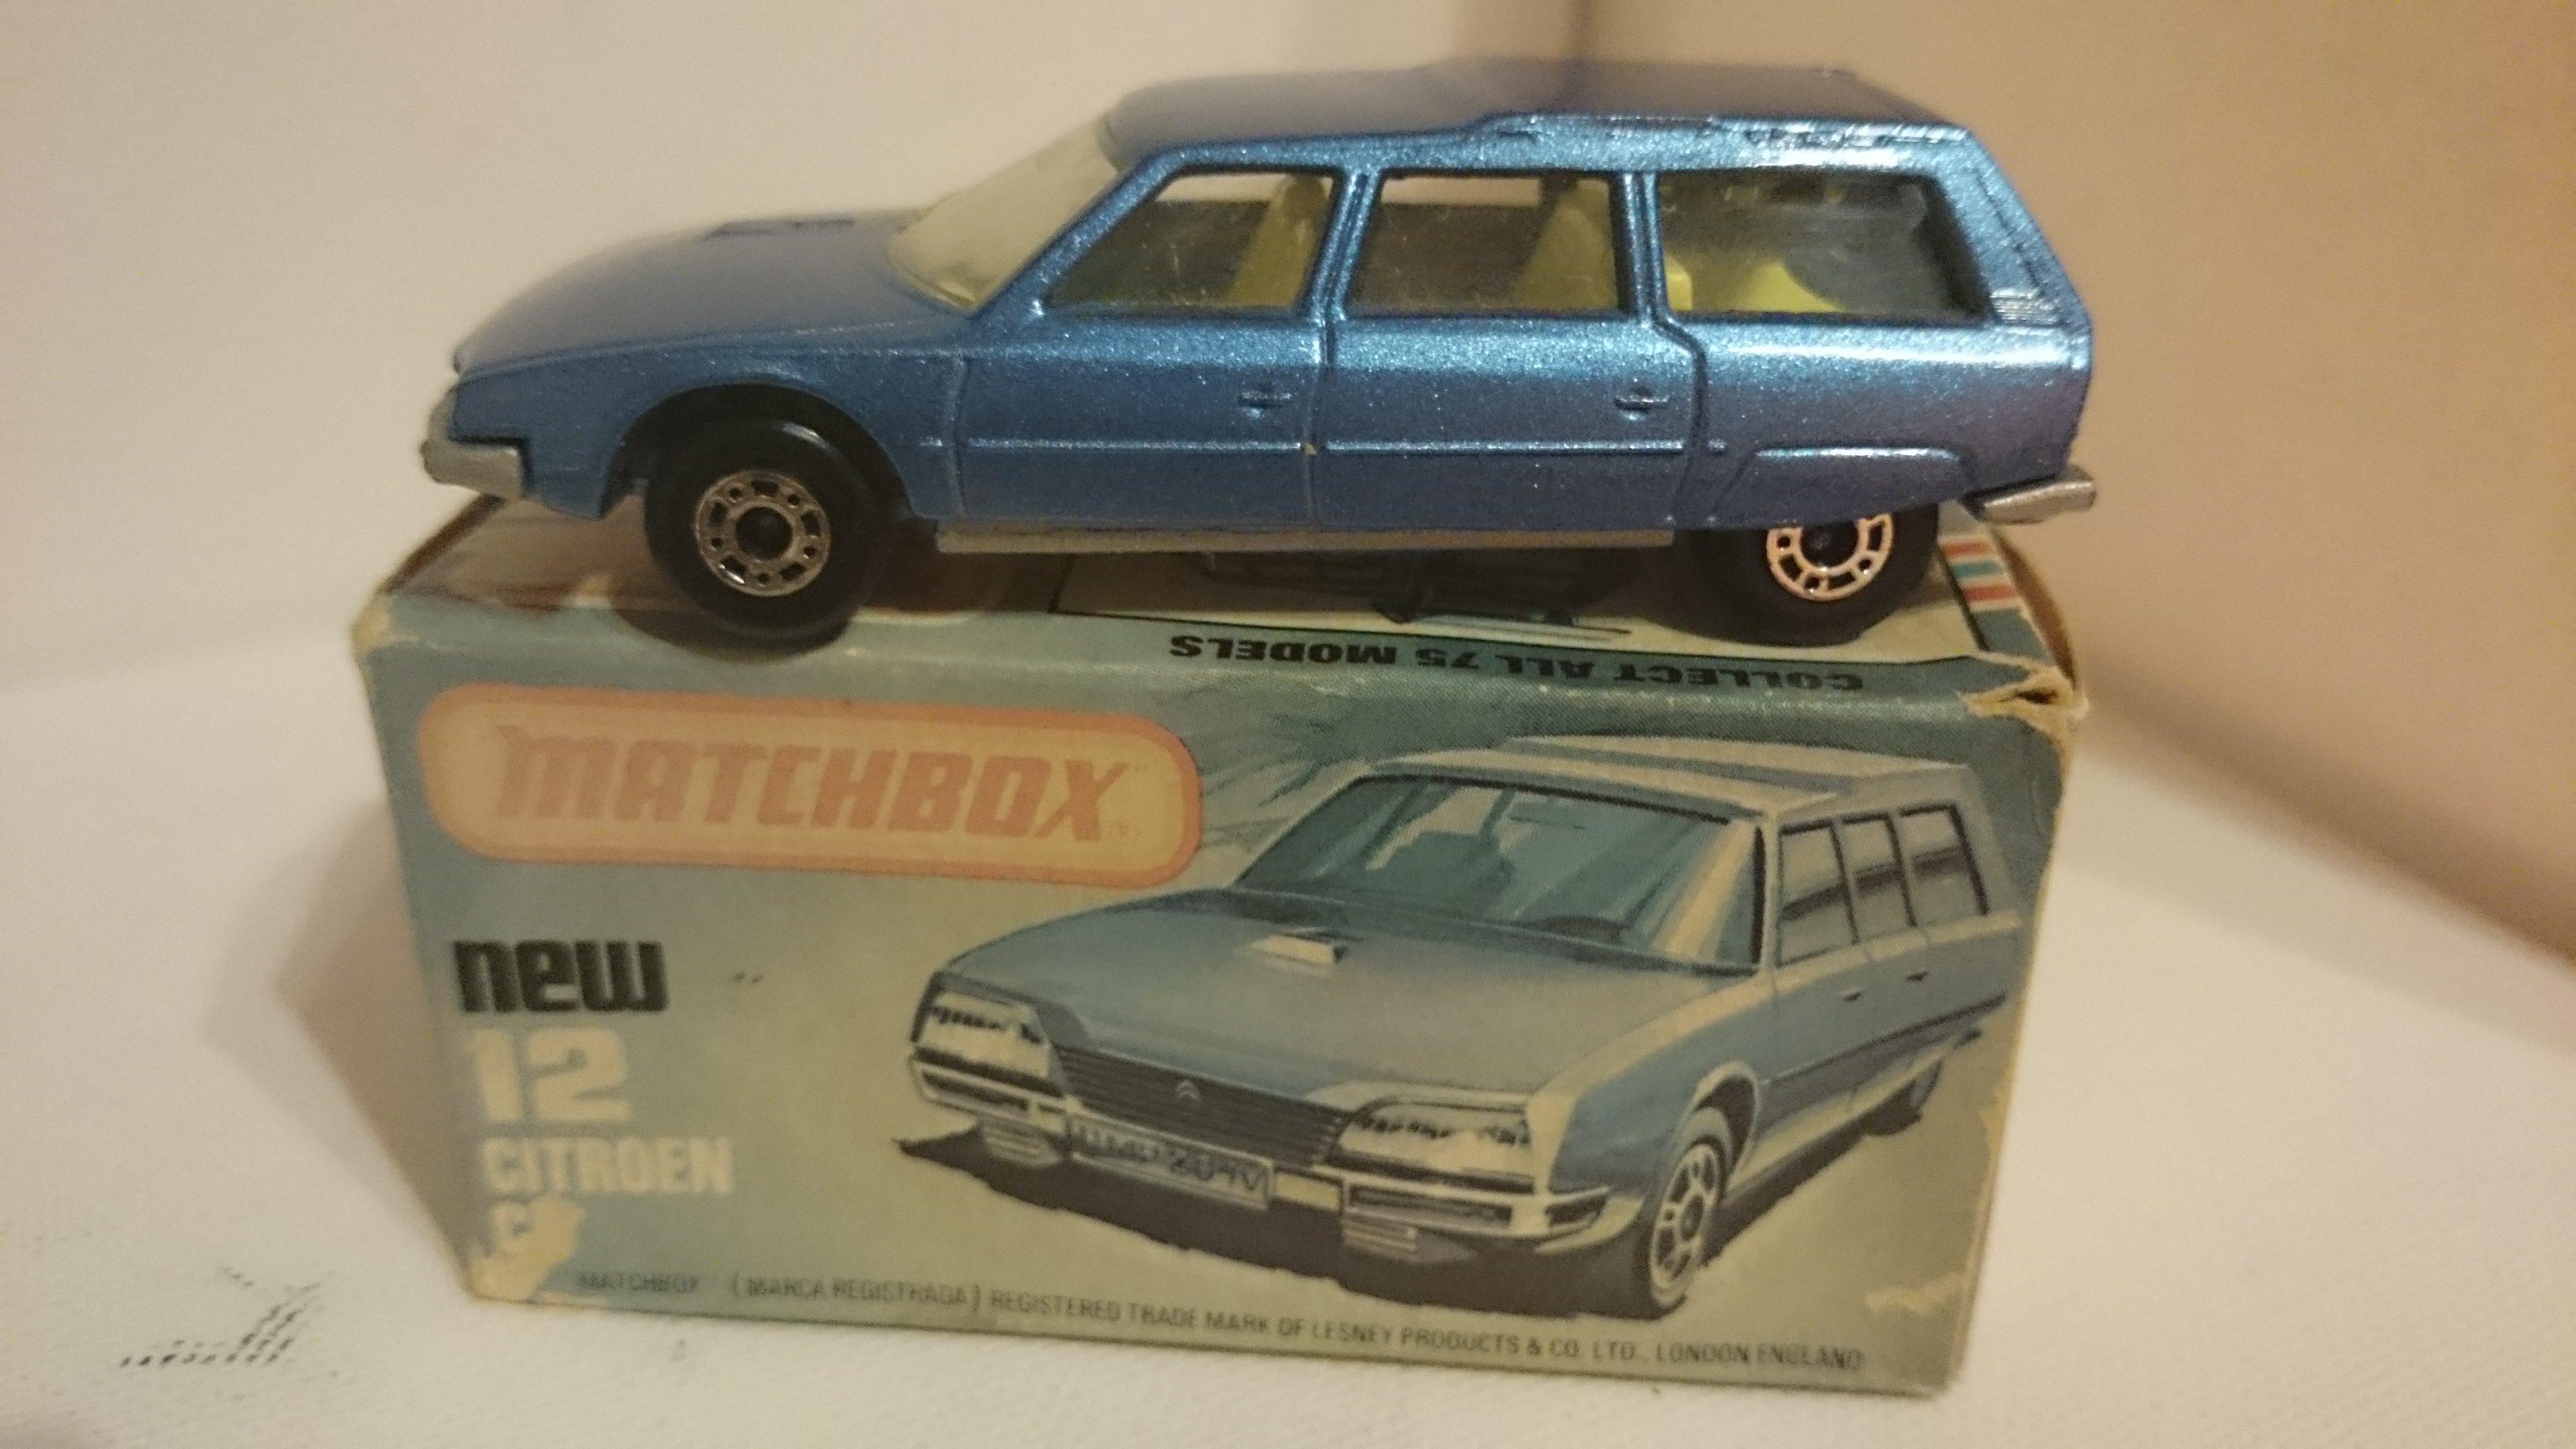 COLLECT ALL 75 MODELS
MATCHBOX ®
new
12
CITROEN
"MATCHBOX" (MARCA REGISTRADA) REGISTERED TRADE MARK OF LESNEY PRODUCTS & CO. LTD., LONDON ENGLAND